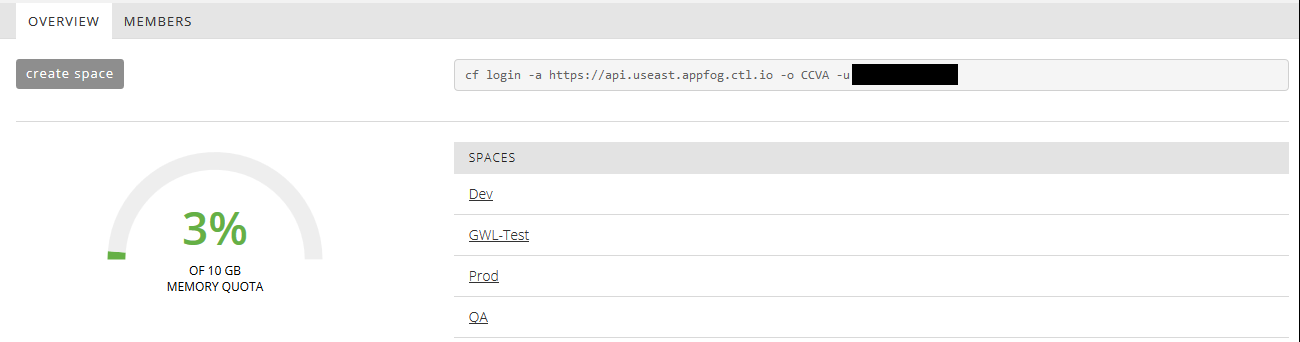 OVERVIEW MEMBERS
create space
cf login -a https://api.useast.appfog.ctl.io -o CCVA -u
3%
OF 10 GB
MEMORY QUOTA
SPACES
Dev
GWL-Test
Prod
QA